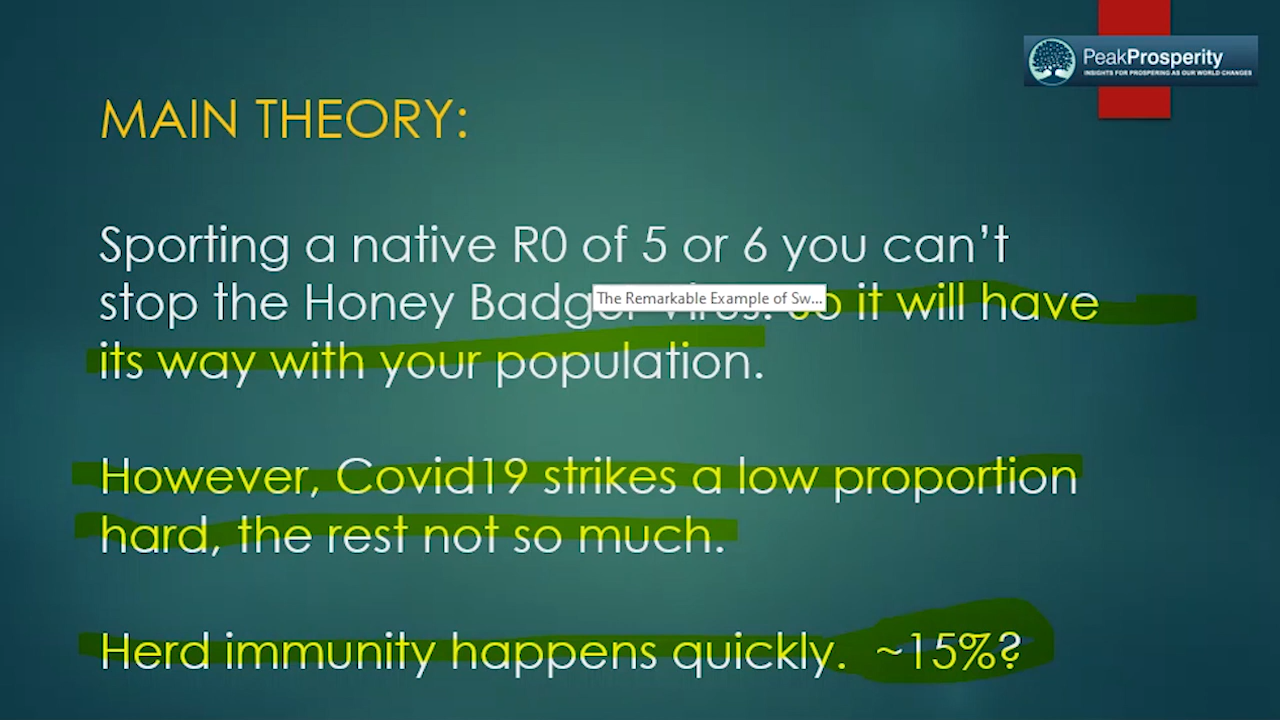 PeakProsperity
INSIGHTS FOR PROSPERING AS OUR WORLD CHANGES
MAIN THEORY:
Sporting a native R0 of 5 or 6 you can't
stop the Honey it will have
The Remarkable Example of Sw...
its way with your population.
However, Covid19 strikes a low proportion
hard, the rest not so much.
Herd immunity happens quickly. ~15%?